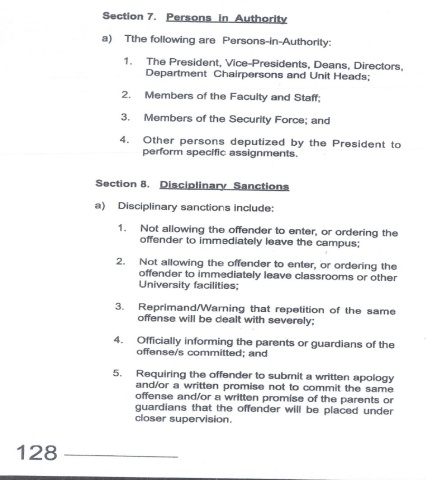 Section 7. Persons in Authority
a) Tthe following are Persons-in-Authority:
1. The President, Vice-Presidents, Deans, Directors,
Department Chairpersons and Unit Heads;
2. Members of the Faculty and Staff;
3. Members of the Security Force; and
4. Other persons deputized by the President to
perform specific assignments.
Section 8. Disciplinary Sanctions
a) Disciplinary sanctions include:
1. Not allowing the offender to enter, or ordering the
offender to immediately leave the campus;
2. Not allowing the offender to enter, or ordering the
offender to immediately leave classrooms or other
University facilities;
3. Reprimand/Warning that repetition of the same
offense will be dealt with severely;
4. Officially informing the parents or guardians of the
offense/s committed; and
5. Requiring the offender to submit a written apology
and/or a written promise not to commit the same
offense and/or a written promise of the parents or
guardians that the offender will be placed under
closer supervision.
128